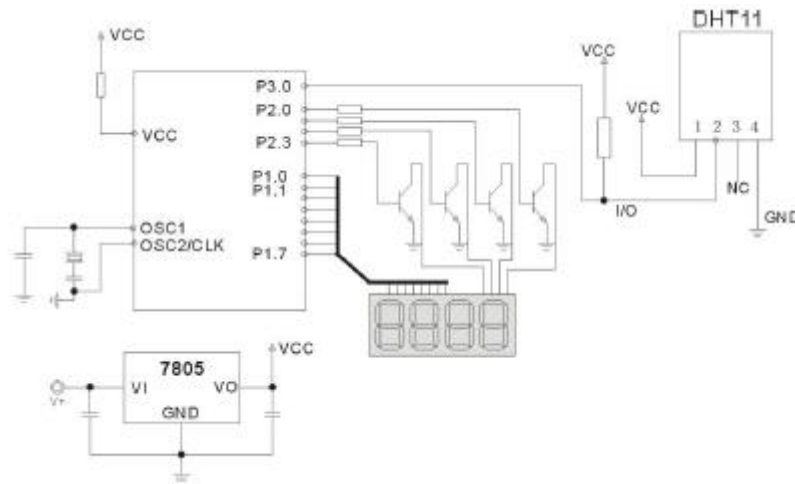 DHT11
VCC
VCC
P3.0
P2.0
VCC
VCC
P2.3
1 2 3 4
P1.0
P1.1
NC
I/O
GND
OSC1
OSC2/CLK
P1.7
VCC
7805
VI
VO
V+
GND